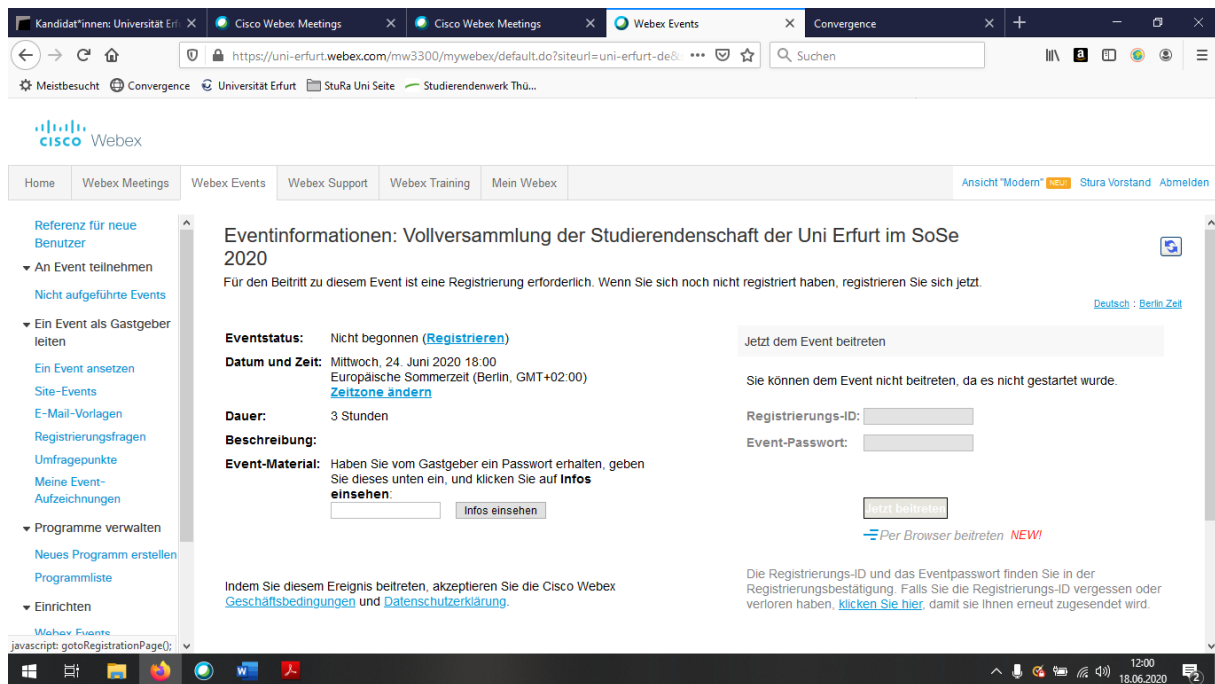 Kandidat*innen: Universität Erf
Cisco Webex Meetings
Cisco Webex Meetings
Webex Events
Convergence
https://uni-erfurt.webex.com/mw3300/mywebex/default.do?siteurl=uni-erfurt-de&
Suchen
Meistbesucht
Convergence
Universität Erfurt
StuRa Uni Seite
Studierendenwerk Thü...
cisco Webex
Home
Webex Meetings
Webex Events
Webex Support
Webex Training
Mein Webex
Ansicht "Modern" NEU!
Stura Vorstand
Abmelden
Referenz für neue
Benutzer
An Event teilnehmen
Nicht aufgeführte Events
Ein Event als Gastgeber
leiten
Ein Event ansetzen
Site-Events
E-Mail-Vorlagen
Registrierungsfragen
Umfragepunkte
Meine Event-
Aufzeichnungen
Programme verwalten
Neues Programm erstellen
Programmliste
Einrichten
Webex Events
javascript: gotoRegistrationPage();
Eventinformationen: Vollversammlung der Studierendenschaft der Uni Erfurt im SoSe
2020
Für den Beitritt zu diesem Event ist eine Registrierung erforderlich. Wenn Sie sich noch nicht registriert haben, registrieren Sie sich jetzt.
Deutsch : Berlin Zeit
Eventstatus: Nicht begonnen (Registrieren)
Datum und Zeit: Mittwoch, 24. Juni 2020 18:00
Europäische Sommerzeit (Berlin, GMT+02:00)
Zeitzone ändern
Dauer: 3 Stunden
Beschreibung:
Event-Material: Haben Sie vom Gastgeber ein Passwort erhalten, geben
Sie dieses unten ein, und klicken Sie auf Infos
einsehen:
Infos einsehen
Indem Sie diesem Ereignis beitreten, akzeptieren Sie die Cisco Webex
Geschäftsbedingungen und Datenschutzerklärung.
Jetzt dem Event beitreten
Sie können dem Event nicht beitreten, da es nicht gestartet wurde.
Registrierungs-ID:
Event-Passwort:
Jetzt beitreten
Per Browser beitreten NEW!
Die Registrierungs-ID und das Eventpasswort finden Sie in der
Registrierungsbestätigung. Falls Sie die Registrierungs-ID vergessen oder
verloren haben, klicken Sie hier, damit sie Ihnen erneut zugesendet wird.
12:00
18.06.2020
2